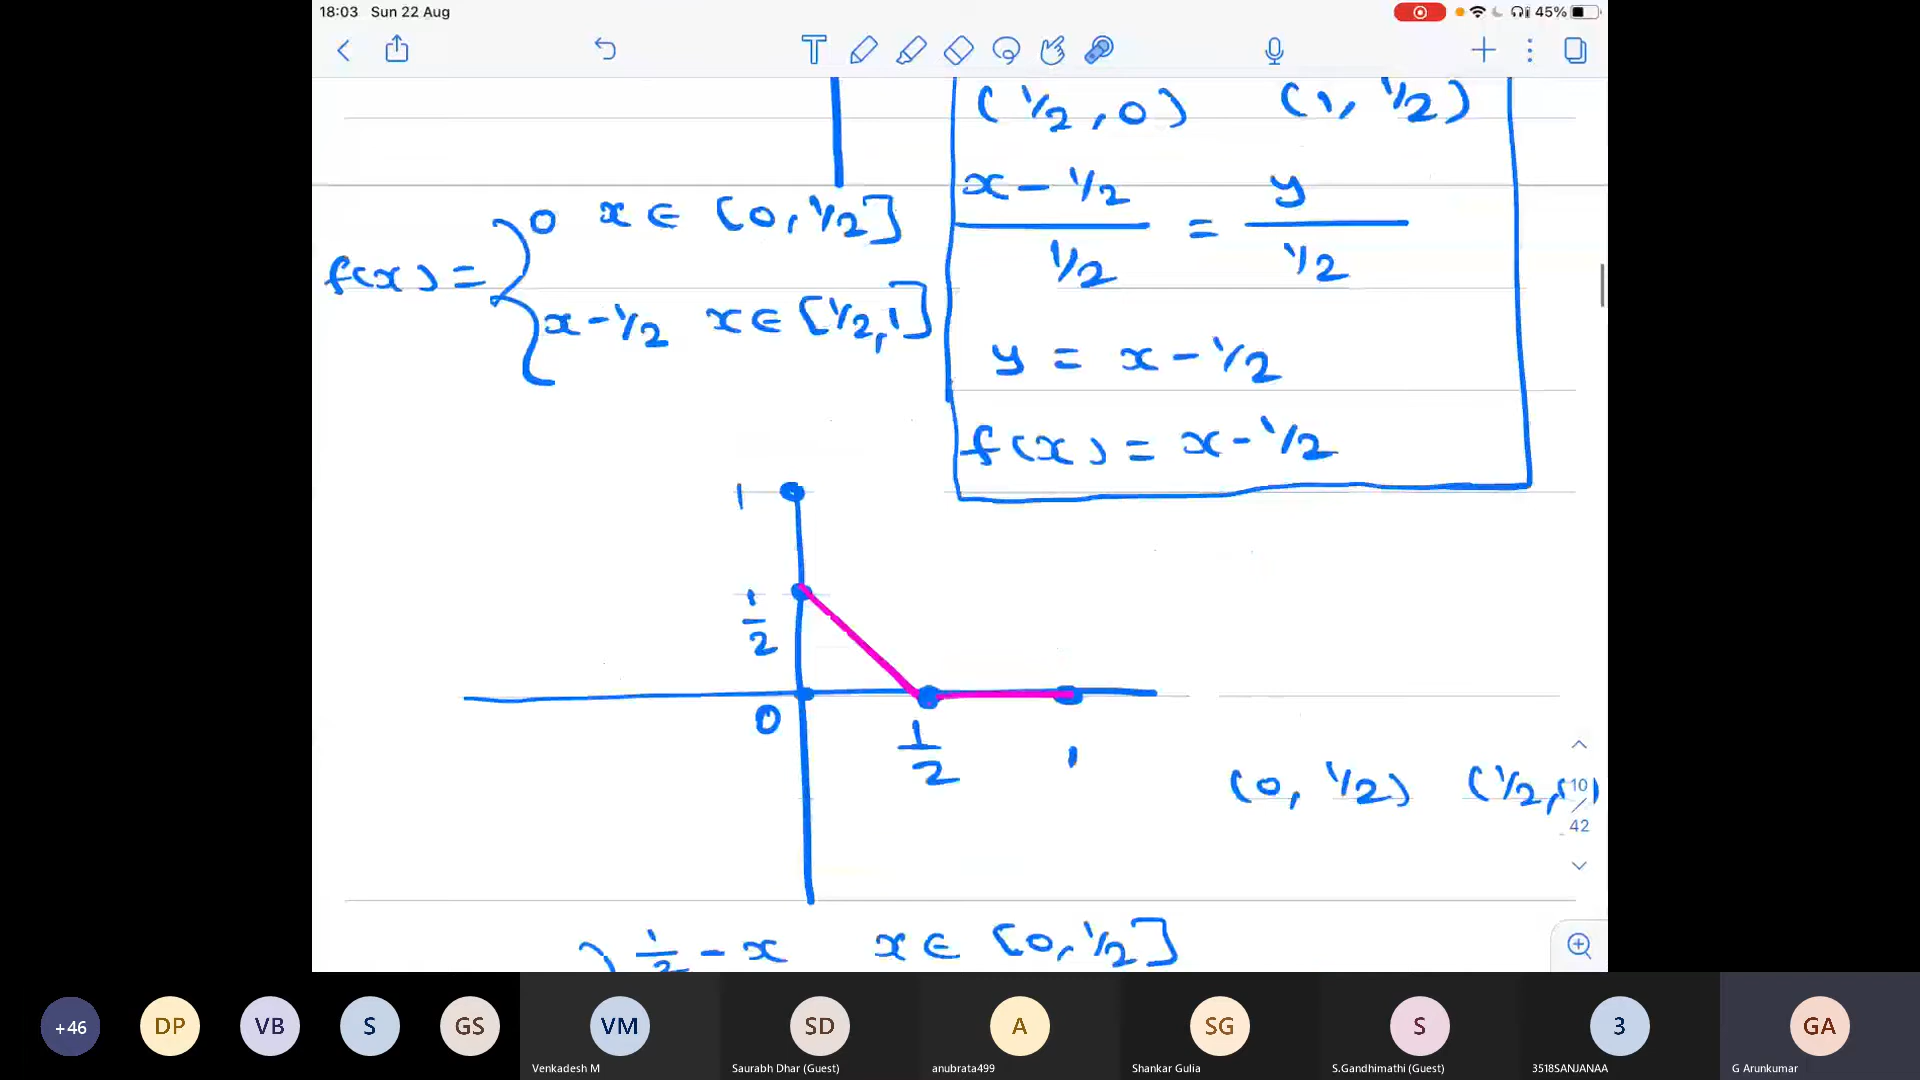 18:03 Sun 22 Aug
45%
T
(1/2, 0) (1, 1/2)
x - 1/2 / 1/2 = y / 1/2
y = x - 1/2
f(x) = x - 1/2
f(x) = { 0 x ∈ [0, 1/2]
x - 1/2 x ∈ [1/2, 1]
1
1/2
0
1/2
1
(0, 1/2) (1/2,
10
/
42
1/2 - x x ∈ [0, 1/2]
+46
DP
VB
S
GS
VM
SD
A
SG
S
3
GA
Venkadesh M
Saurabh Dhar (Guest)
anubrata499
Shankar Gulia
S.Gandhimathi (Guest)
3518SANJANAA
G Arunkumar